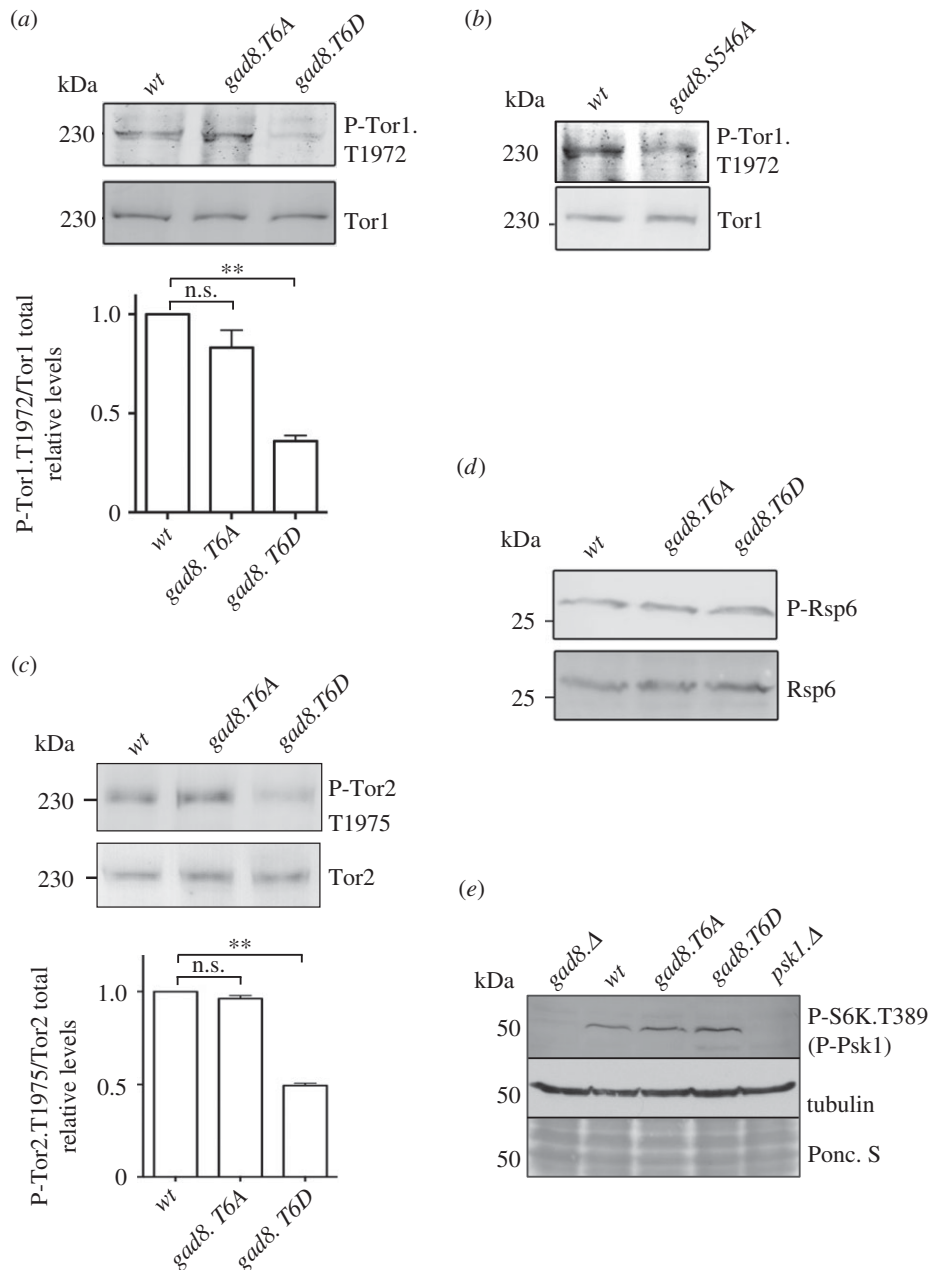 (a)
kDa
wt
gad8.T6A
gad8.T6D
230
P-Tor1.
T1972
230
Tor1
**
n.s.
1.0
0.5
0
P-Tor1.T1972/Tor1 total
relative levels
wt
gad8. T6A
gad8. T6D
(b)
kDa
wt
gad8.S546A
230
P-Tor1.
T1972
230
Tor1
(c)
kDa
wt
gad8.T6A
gad8.T6D
230
P-Tor2
T1975
230
Tor2
**
n.s.
1.0
0.5
0
P-Tor2.T1975/Tor2 total
relative levels
wt
gad8. T6A
gad8. T6D
(d)
kDa
wt
gad8.T6A
gad8.T6D
25
P-Rsp6
25
Rsp6
(e)
kDa
gad8.Δ
wt
gad8.T6A
gad8.T6D
psk1.Δ
50
P-S6K.T389
(P-Psk1)
50
tubulin
50
Ponc. S